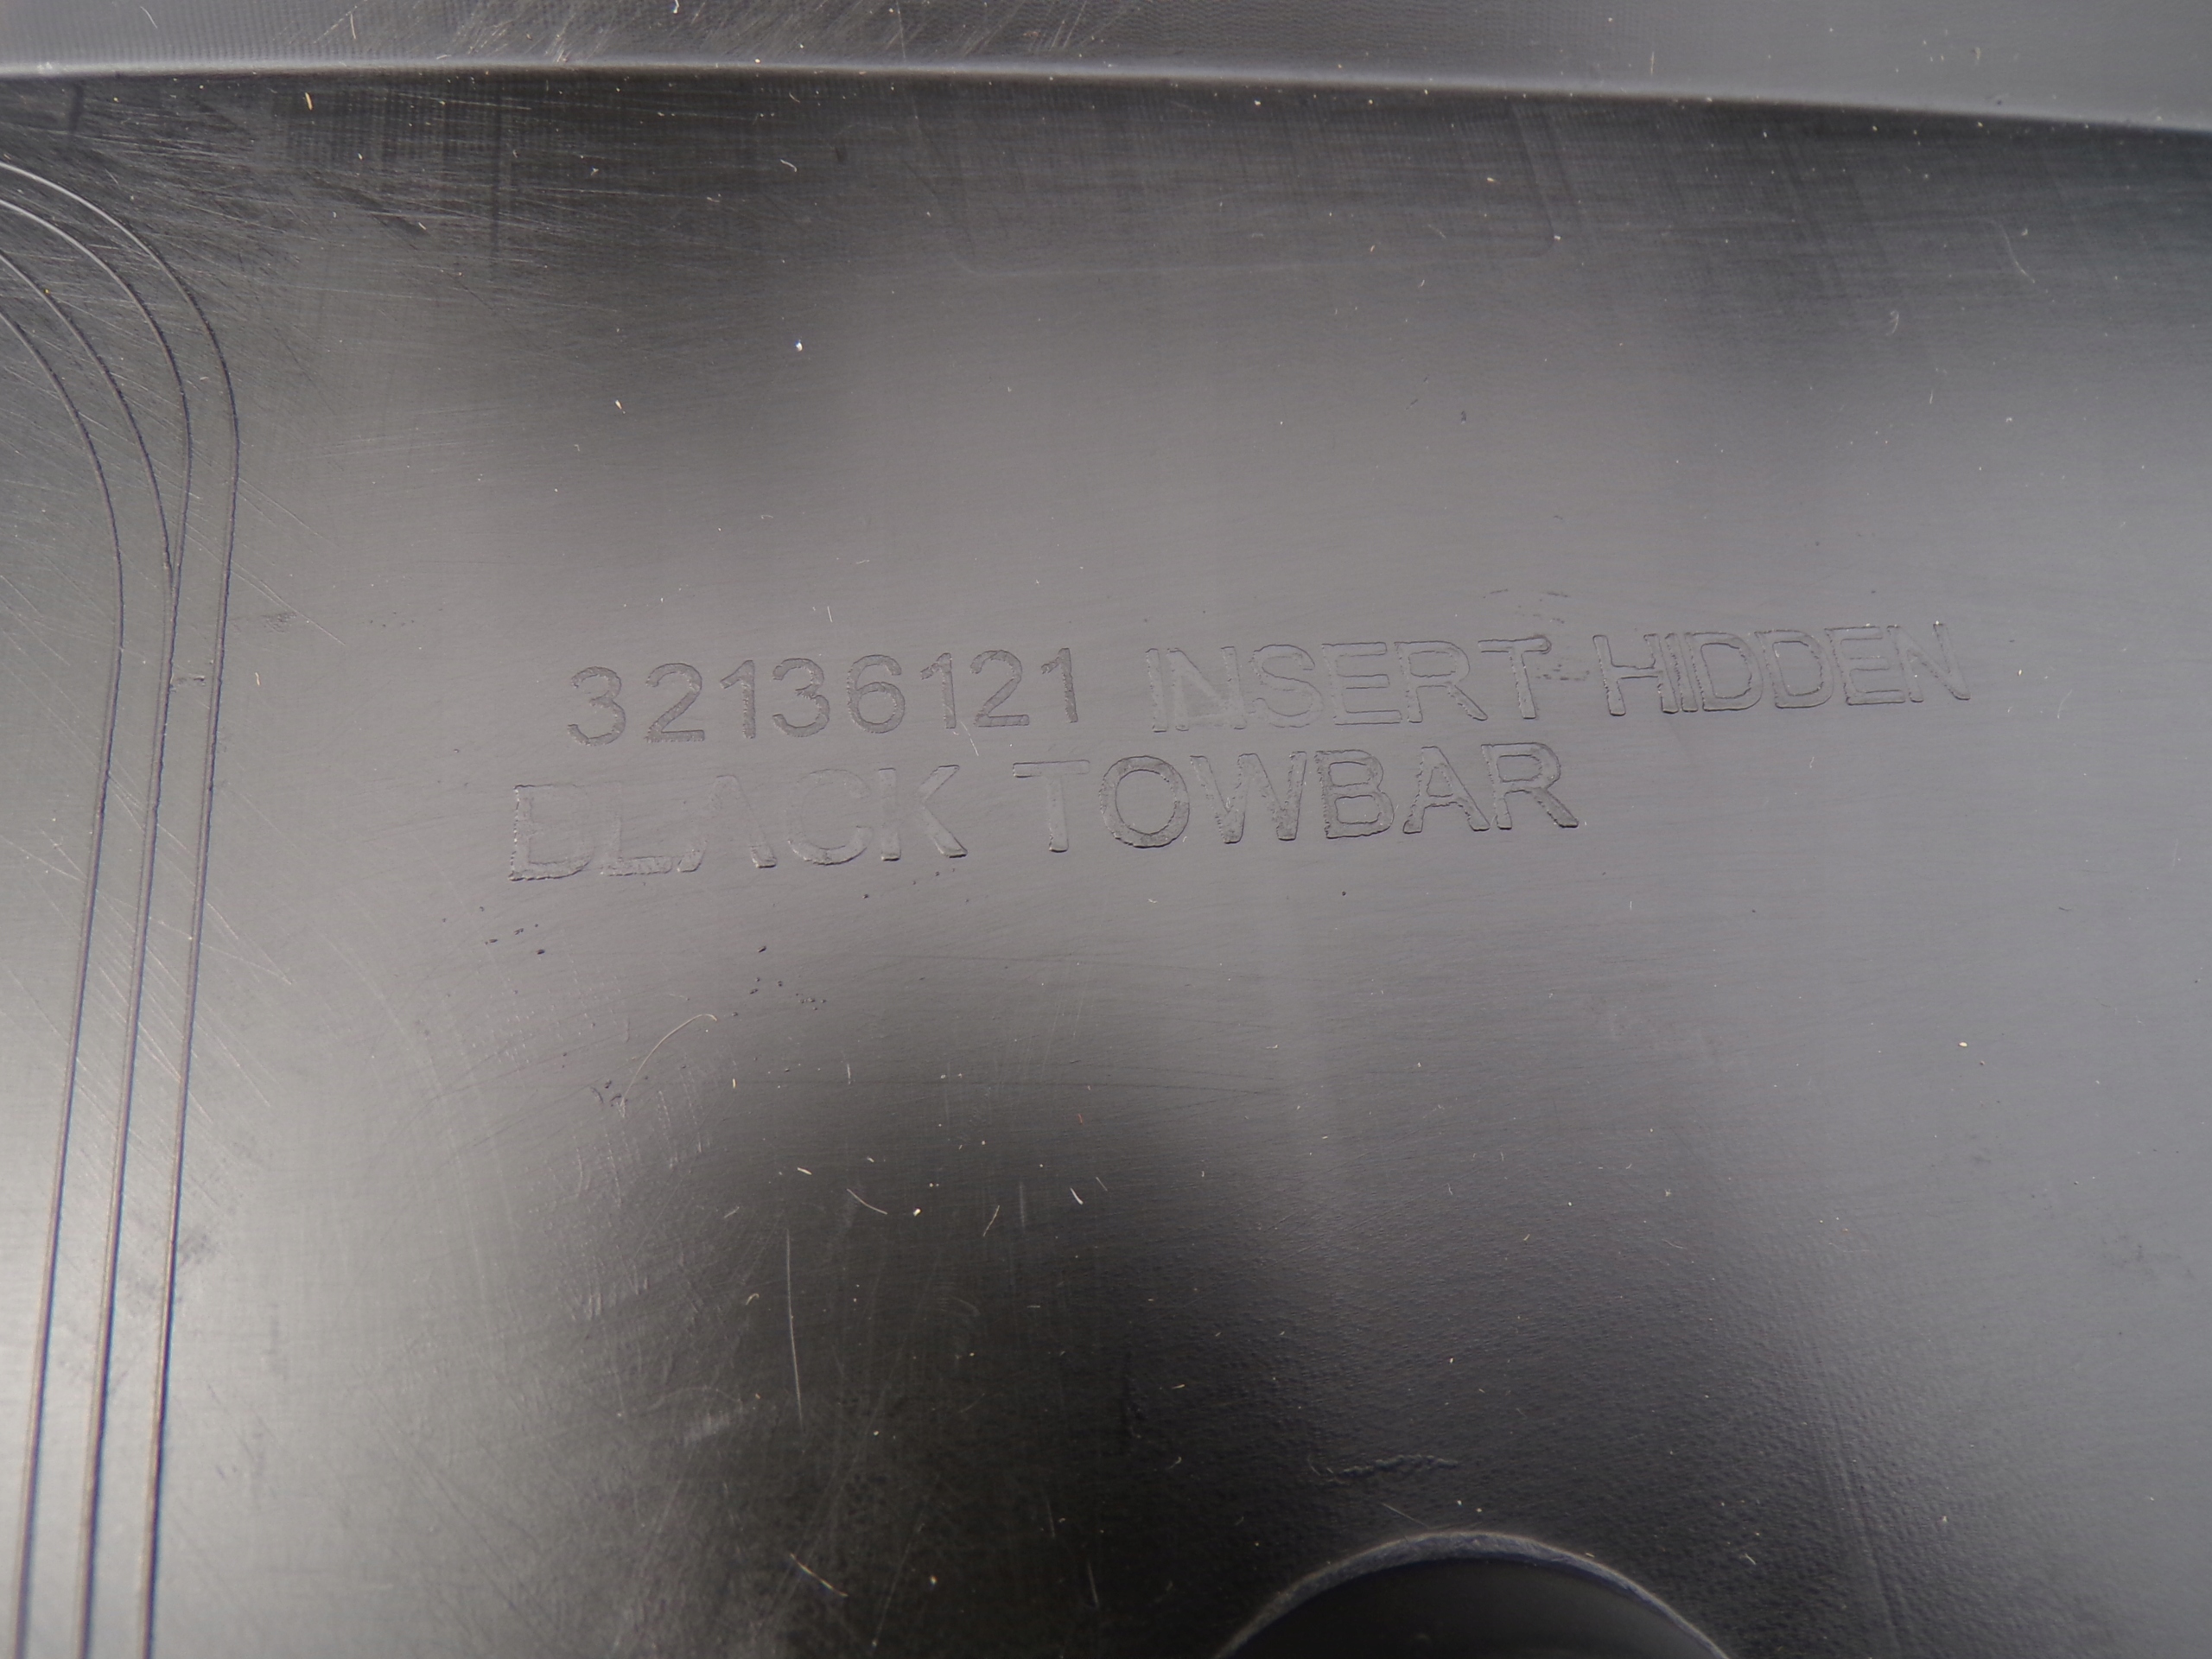 32136121 INSERT HIDDEN
BLACK TOWBAR